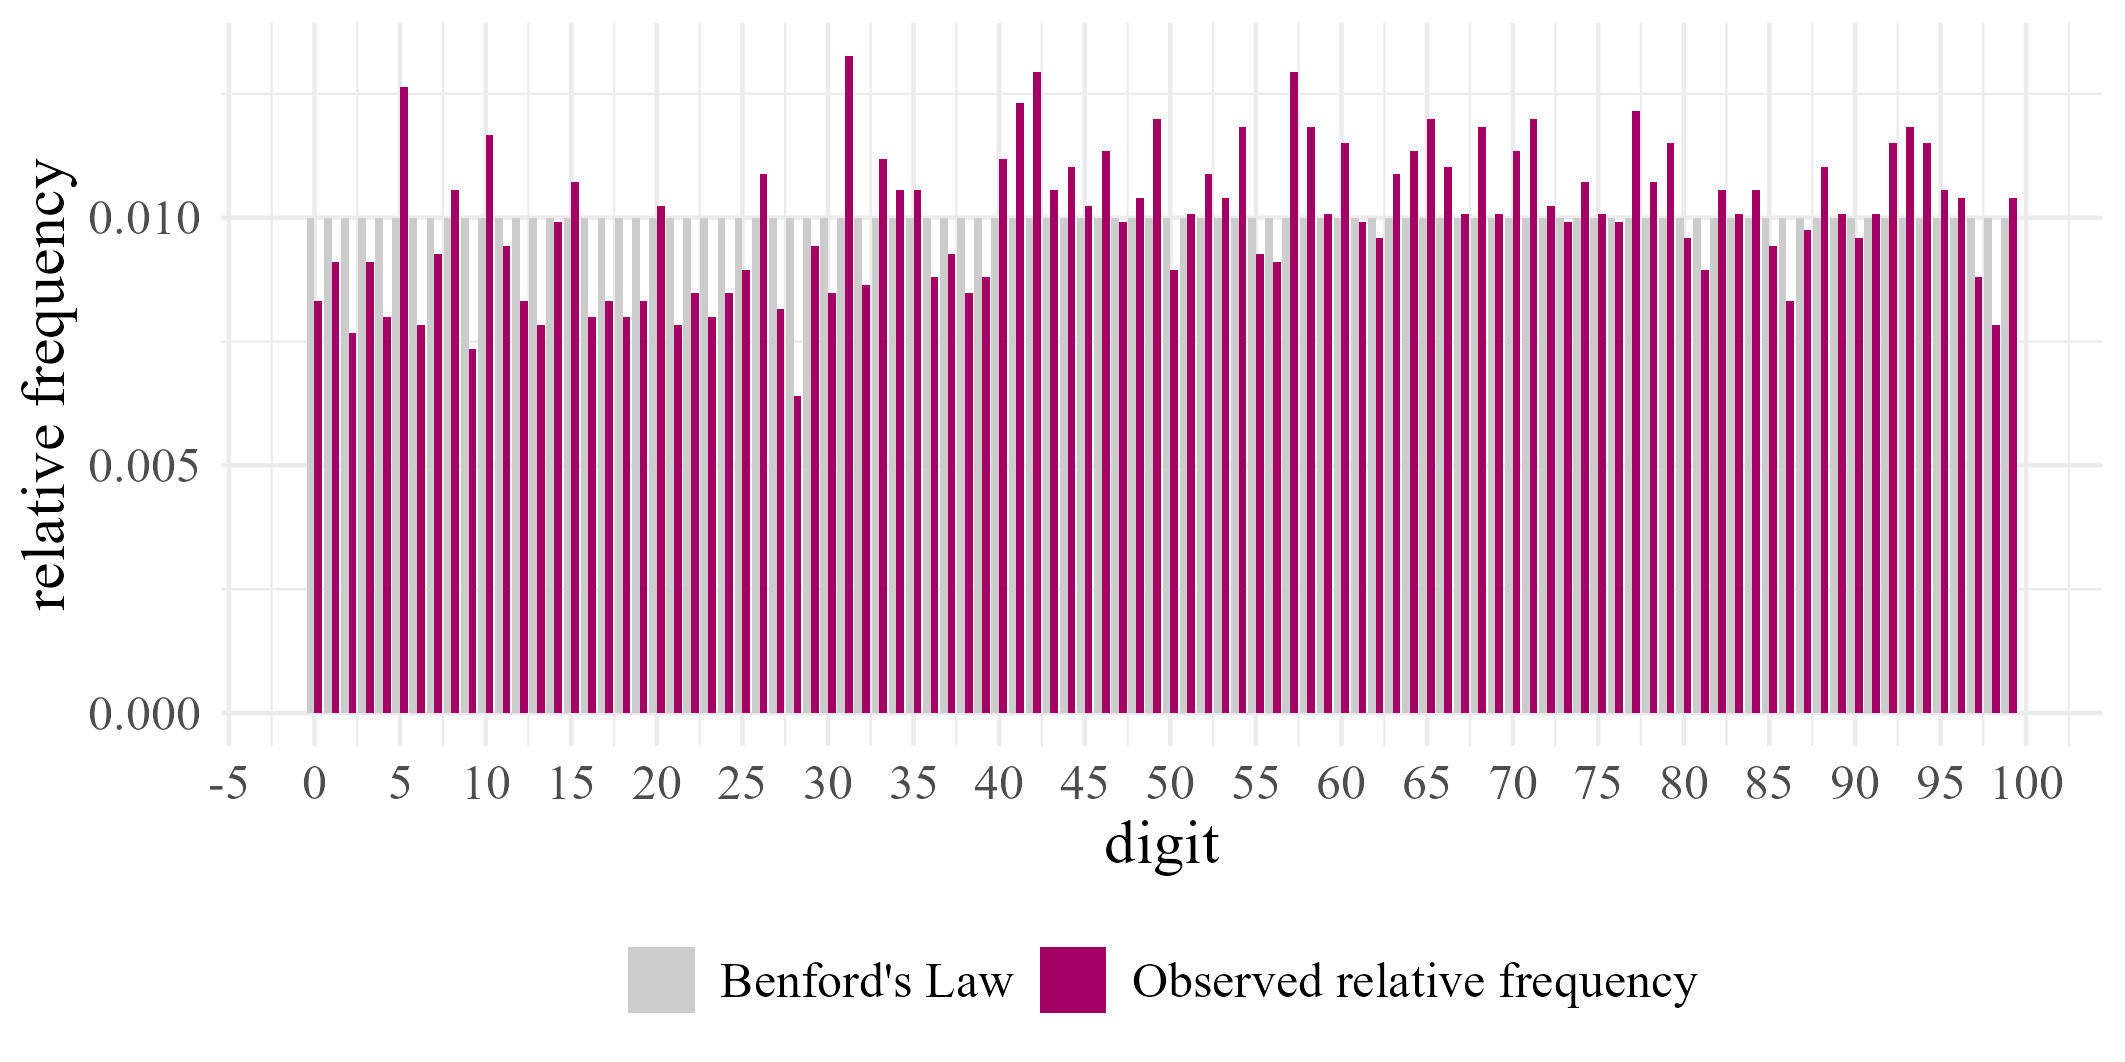 relative frequency
0.010
0.005
0.000
-5 0 5 10 15 20 25 30 35 40 45 50 55 60 65 70 75 80 85 90 95 100
digit
Benford's Law Observed relative frequency